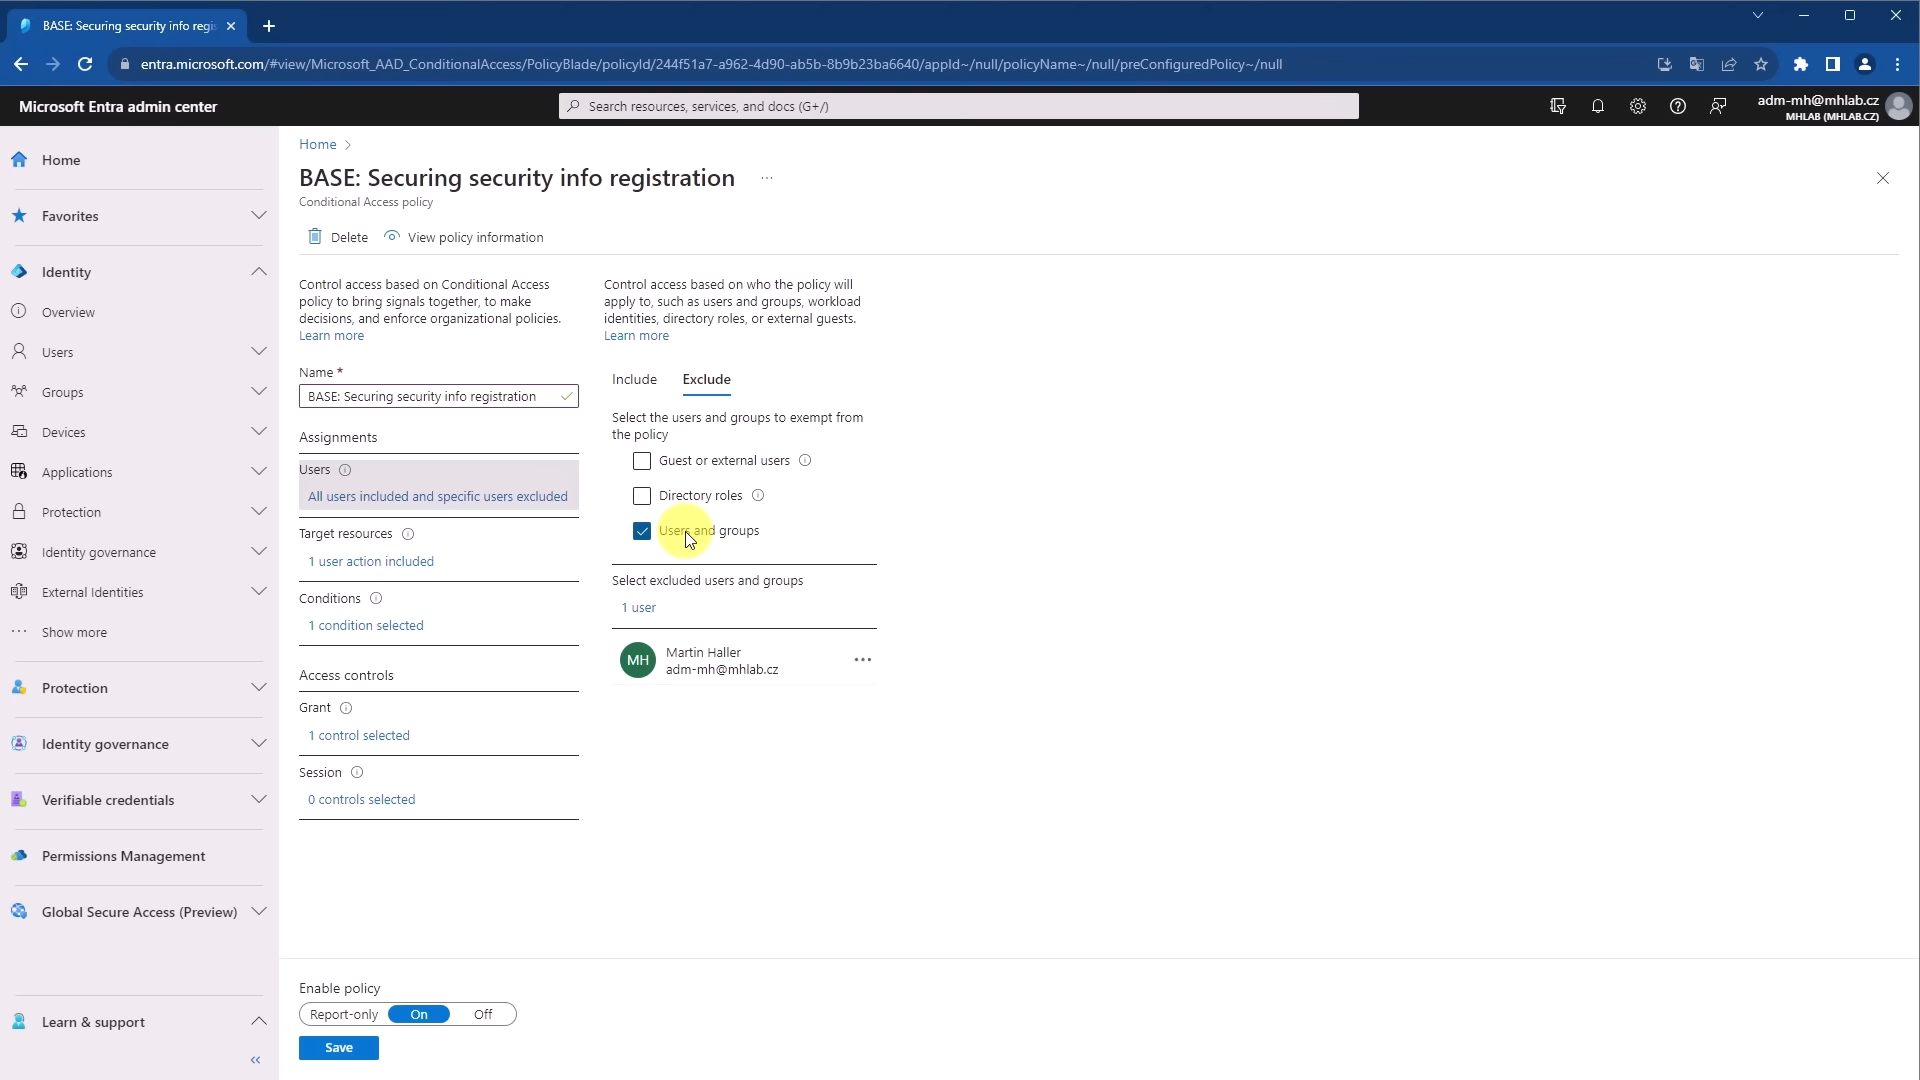 BASE: Securing security info regis
entra.microsoft.com/#view/Microsoft_AAD_ConditionalAccess/PolicyBlade/policyId/244f51a7-a962-4d90-ab5b-8b9b23ba6640/appId~/null/policyName~/null/preConfiguredPolicy~/null
Microsoft Entra admin center
Search resources, services, and docs (G+/)
adm-mh@mhlab.cz
MHLAB (MHLAB.CZ)
Home
Favorites
Identity
Overview
Users
Groups
Devices
Applications
Protection
Identity governance
External Identities
Show more
Protection
Identity governance
Verifiable credentials
Permissions Management
Global Secure Access (Preview)
Learn & support
Home
BASE: Securing security info registration
Conditional Access policy
Delete
View policy information
Control access based on Conditional Access
policy to bring signals together, to make
decisions, and enforce organizational policies.
Learn more
Name *
BASE: Securing security info registration
Assignments
Users
All users included and specific users excluded
Target resources
1 user action included
Conditions
1 condition selected
Access controls
Grant
1 control selected
Session
0 controls selected
Control access based on who the policy will
apply to, such as users and groups, workload
identities, directory roles, or external guests.
Learn more
Include
Exclude
Select the users and groups to exempt from
the policy
Guest or external users
Directory roles
Users and groups
Select excluded users and groups
1 user
MH
Martin Haller
adm-mh@mhlab.cz
Enable policy
Report-only
On
Off
Save